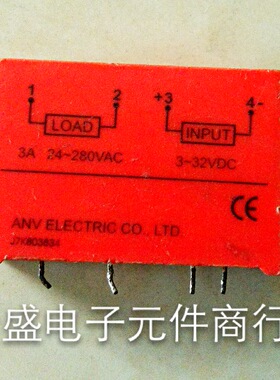 1 2 +3 4-
LOAD INPUT
3A 24~280VAC 3~32VDC
CE
ANV ELECTRIC CO., LTD
J7K803634
盛电子元件商行